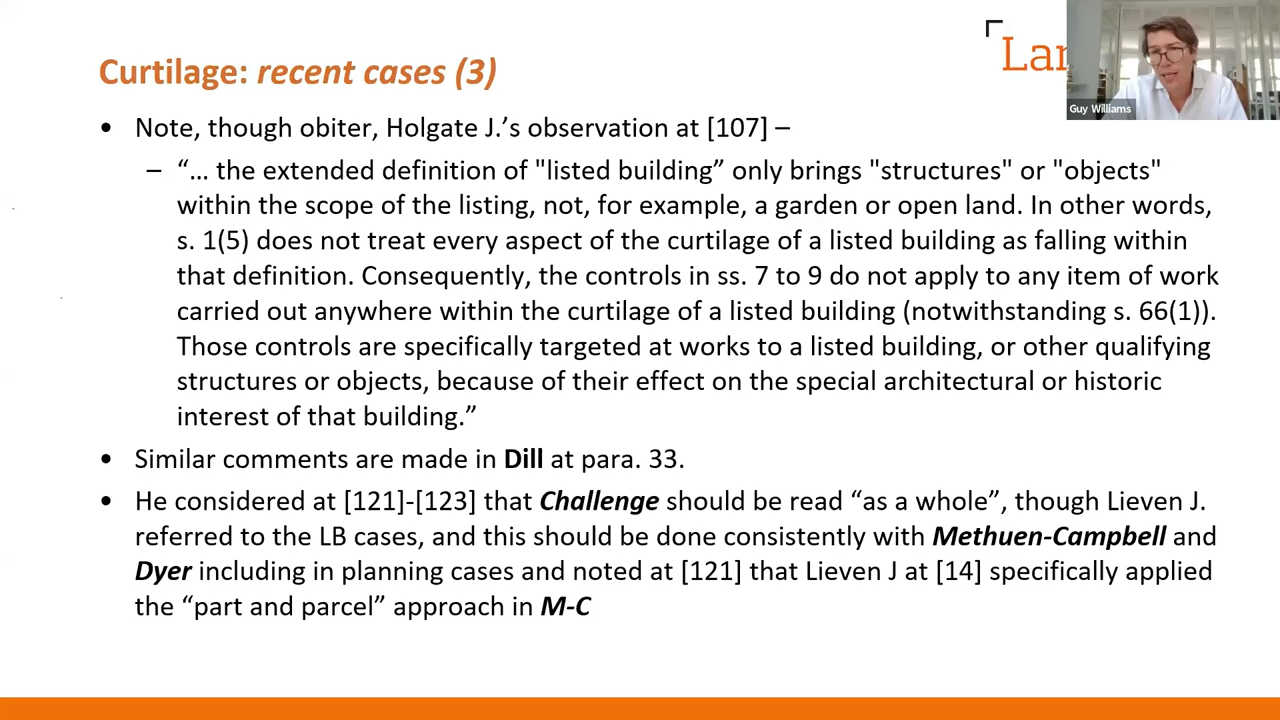 Curtilage: recent cases (3)
Lan
Guy Williams
• Note, though obiter, Holgate J.’s observation at [107] –
– “… the extended definition of "listed building” only brings "structures" or "objects"
within the scope of the listing, not, for example, a garden or open land. In other words,
s. 1(5) does not treat every aspect of the curtilage of a listed building as falling within
that definition. Consequently, the controls in ss. 7 to 9 do not apply to any item of work
carried out anywhere within the curtilage of a listed building (notwithstanding s. 66(1)).
Those controls are specifically targeted at works to a listed building, or other qualifying
structures or objects, because of their effect on the special architectural or historic
interest of that building.”
• Similar comments are made in Dill at para. 33.
• He considered at [121]-[123] that Challenge should be read “as a whole”, though Lieven J.
referred to the LB cases, and this should be done consistently with Methuen-Campbell and
Dyer including in planning cases and noted at [121] that Lieven J at [14] specifically applied
the “part and parcel” approach in M-C